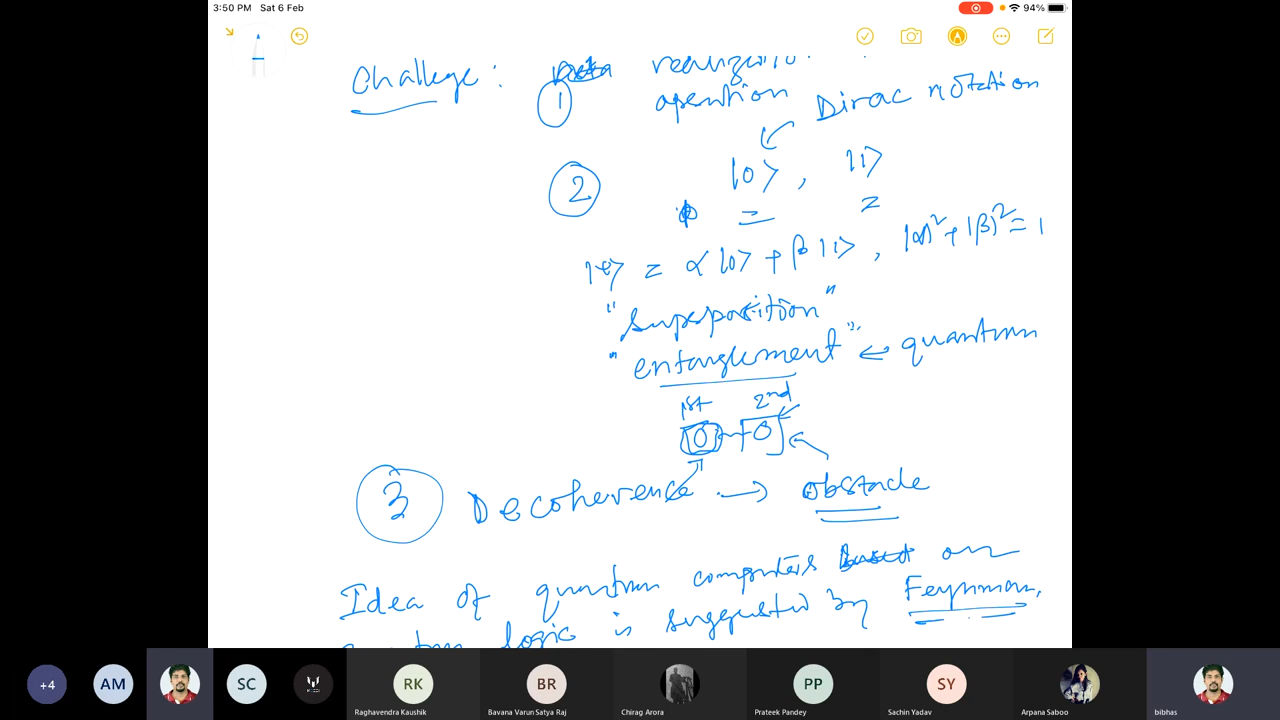 3:50 PM Sat 6 Feb
94%
Challege:
① operation
Dirac notation
② |0⟩ , |1⟩
|φ⟩ = α|0⟩ + β|1⟩ , |α|² + |β|² = 1
"superposition"
"entanglement" ← quantum
1st 2nd
③ Decoherence → obstacle
Idea of quantum computers on
logic is suggested by Feynman,
+4
AM
SC
RK
BR
PP
SY
Raghavendra Kaushik
Bavana Varun Satya Raj
Chirag Arora
Prateek Pandey
Sachin Yadav
Arpana Saboo
bibhas